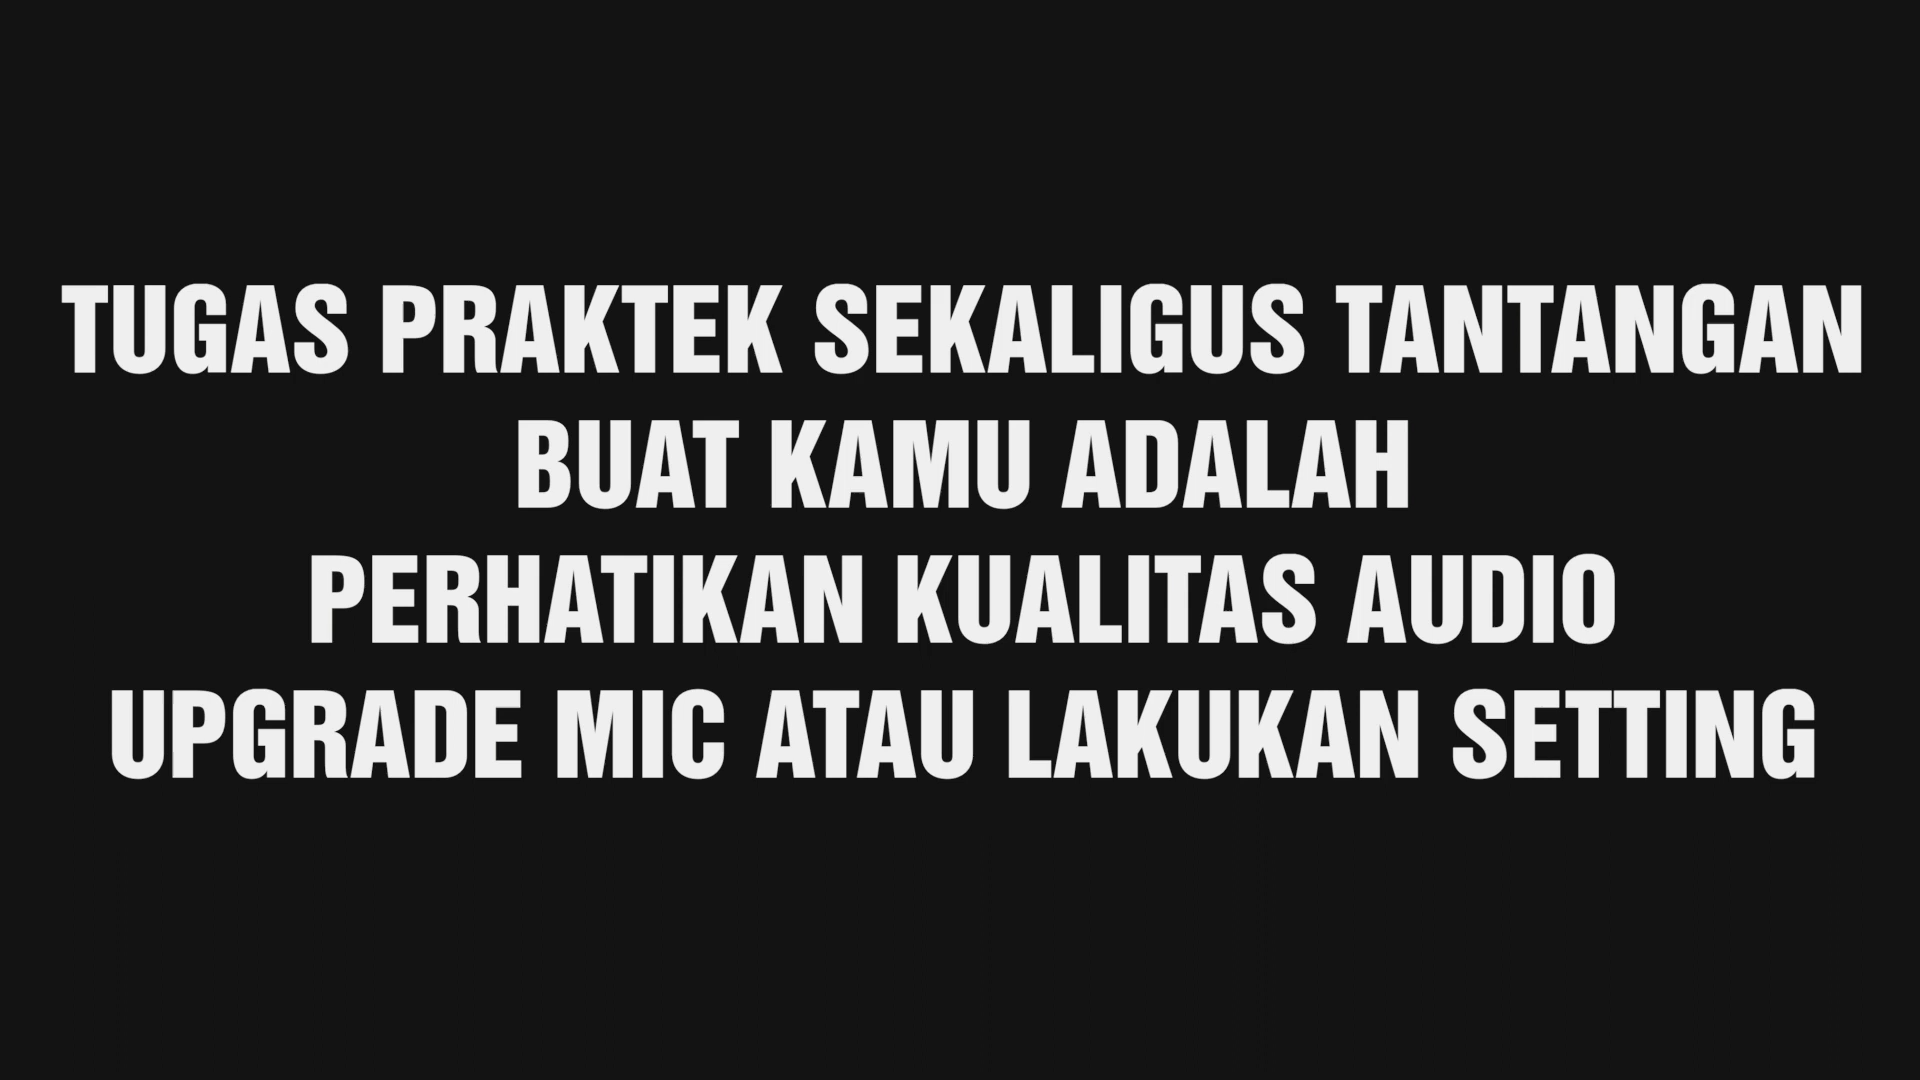 TUGAS PRAKTEK SEKALIGUS TANTANGAN
BUAT KAMU ADALAH
PERHATIKAN KUALITAS AUDIO
UPGRADE MIC ATAU LAKUKAN SETTING